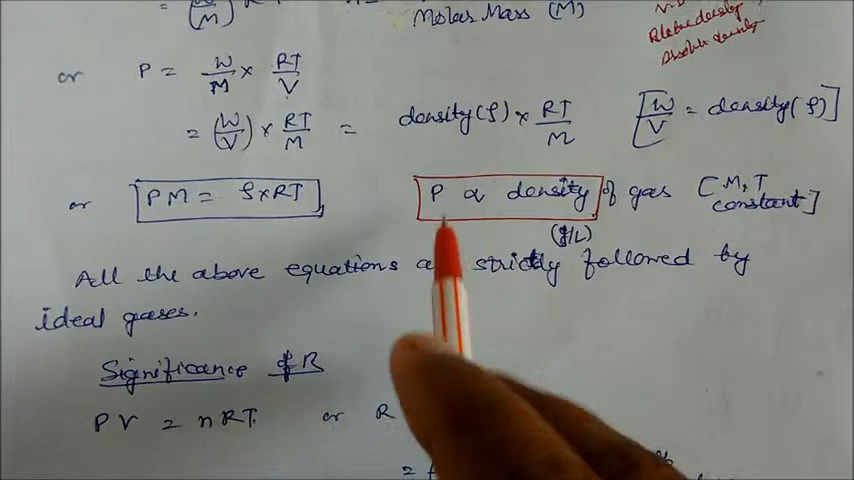 Molar Mass (M)
Relative density
Absolute density
or P = W/M × RT/V
= (W/V) × RT/M = density(ρ) × RT/M [W/V = density(ρ)]
or PM = ρ×RT P ∝ density of gas [M, T constant]
(g/L)
All the above equations a strictly followed by
ideal gases.
Significance of R
PV = nRT. or R
=